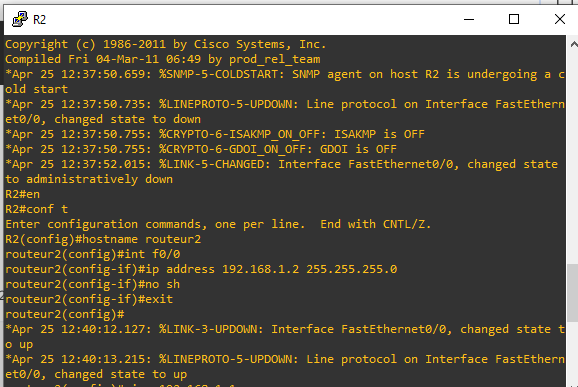 R2
Copyright (c) 1986-2011 by Cisco Systems, Inc.
Compiled Fri 04-Mar-11 06:49 by prod_rel_team
*Apr 25 12:37:50.659: %SNMP-5-COLDSTART: SNMP agent on host R2 is undergoing a c
old start
*Apr 25 12:37:50.735: %LINEPROTO-5-UPDOWN: Line protocol on Interface FastEthern
et0/0, changed state to down
*Apr 25 12:37:50.755: %CRYPTO-6-ISAKMP_ON_OFF: ISAKMP is OFF
*Apr 25 12:37:50.755: %CRYPTO-6-GDOI_ON_OFF: GDOI is OFF
*Apr 25 12:37:52.015: %LINK-5-CHANGED: Interface FastEthernet0/0, changed state
to administratively down
R2#en
R2#conf t
Enter configuration commands, one per line.  End with CNTL/Z.
R2(config)#hostname routeur2
routeur2(config)#int f0/0
routeur2(config-if)#ip address 192.168.1.2 255.255.255.0
routeur2(config-if)#no sh
routeur2(config-if)#exit
routeur2(config)#
*Apr 25 12:40:12.127: %LINK-3-UPDOWN: Interface FastEthernet0/0, changed state t
o up
*Apr 25 12:40:13.215: %LINEPROTO-5-UPDOWN: Line protocol on Interface FastEthern
et0/0, changed state to up